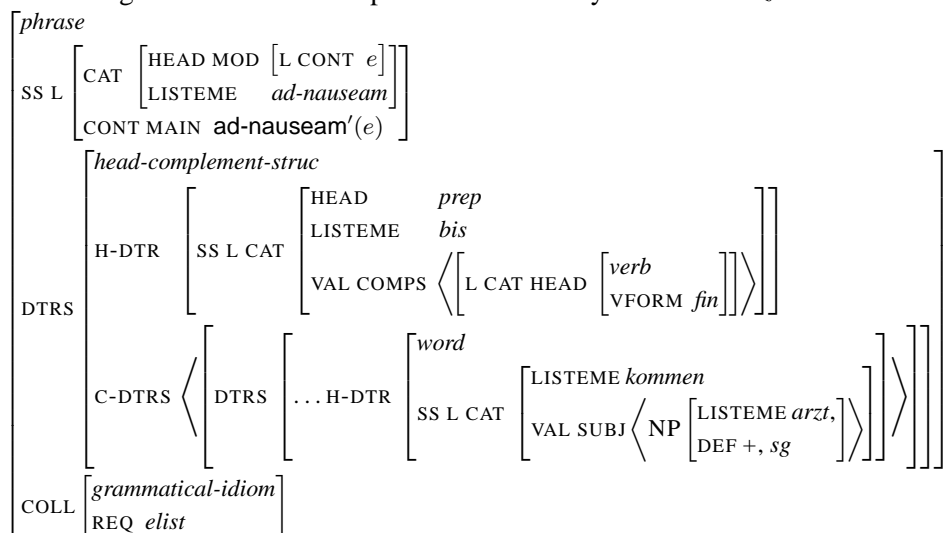 phrase
SS L [CAT [HEAD MOD [L CONT e]
LISTEME ad-nauseam]
CONT MAIN ad-nauseam′(e)]
DTRS [head-complement-struc
H-DTR [SS L CAT [HEAD prep
LISTEME bis
VAL COMPS ⟨[L CAT HEAD [verb
VFORM fin]]⟩]]
C-DTRS ⟨[DTRS [...H-DTR [word
SS L CAT [LISTEME kommen
VAL SUBJ ⟨NP [LISTEME arzt,
DEF +, sg]⟩]]]]⟩]
COLL [grammatical-idiom
REQ elist]